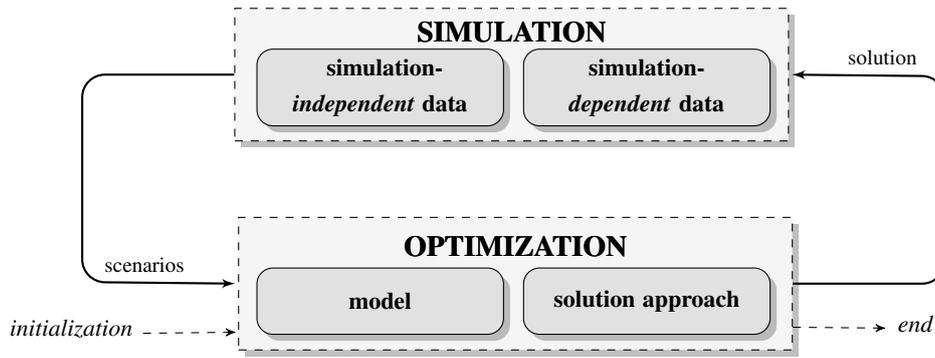 SIMULATION
simulation-
independent data
simulation-
dependent data
solution
OPTIMIZATION
scenarios
model
solution approach
initialization
end